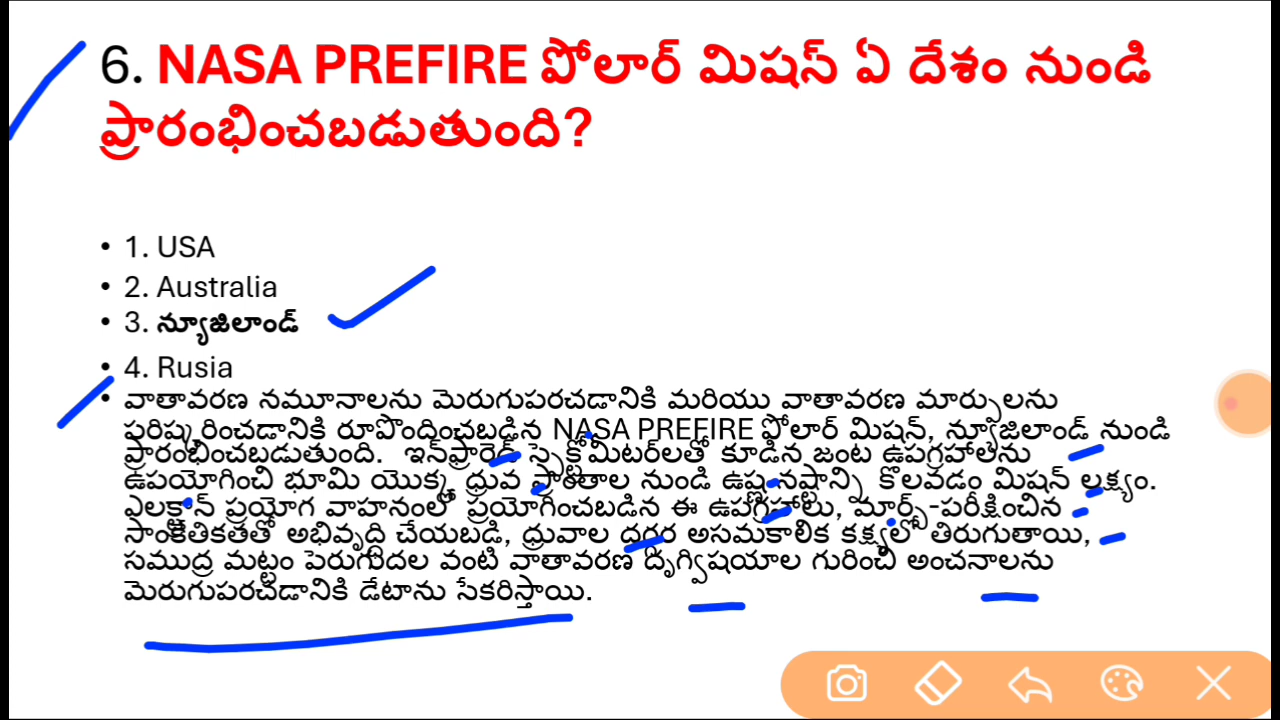 6. NASA PREFIRE పోలార్ మిషన్ ఏ దేశం నుండి
ప్రారంభించబడుతుంది?
• 1. USA
• 2. Australia
• 3. న్యూజిలాండ్
• 4. Rusia
• వాతావరణ నమూనాలను మెరుగుపరచడానికి మరియు వాతావరణ మార్పులను
పరిష్కరించడానికి రూపొందించబడిన NASA PREFIRE పోలార్ మిషన్, న్యూజిలాండ్ నుండి
ప్రారంభించబడుతుంది. ఇన్‌ఫ్రారెడ్ స్పెక్ట్రోమీటర్‌లతో కూడిన జంట ఉపగ్రహాలను
ఉపయోగించి భూమి యొక్క ధ్రువ ప్రాంతాల నుండి ఉష్ణ నష్టాన్ని కొలవడం మిషన్ లక్ష్యం.
ఎలక్ట్రాన్ ప్రయోగ వాహనంలో ప్రయోగించబడిన ఈ ఉపగ్రహాలు, మార్స్-పరీక్షించిన
సాంకేతికతతో అభివృద్ధి చేయబడి, ధ్రువాల దగ్గర అసమకాలిక కక్ష్యలో తిరుగుతాయి,
సముద్ర మట్టం పెరుగుదల వంటి వాతావరణ దృగ్విషయాల గురించి అంచనాలను
మెరుగుపరచడానికి డేటాను సేకరిస్తాయి.